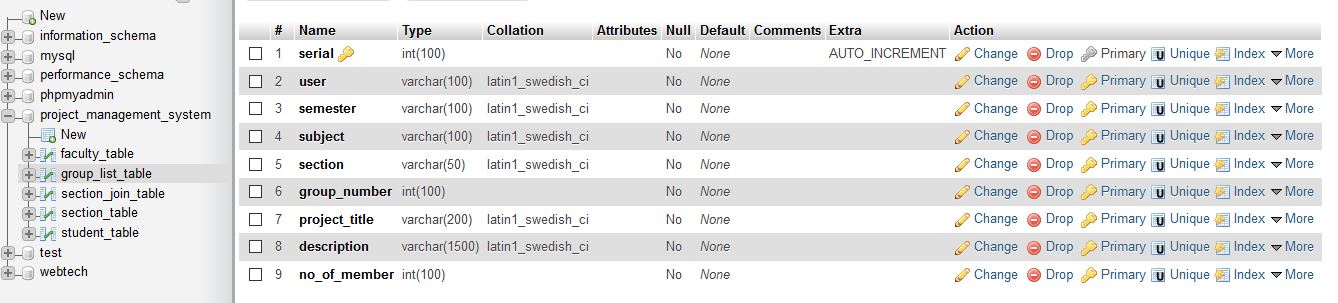 New
information_schema
mysql
performance_schema
phpmyadmin
project_management_system
New
faculty_table
group_list_table
section_join_table
section_table
student_table
test
webtech
# Name Type Collation Attributes Null Default Comments Extra Action
1 serial int(100) No None AUTO_INCREMENT Change Drop Primary Unique Index More
2 user varchar(100) latin1_swedish_ci No None Change Drop Primary Unique Index More
3 semester varchar(100) latin1_swedish_ci No None Change Drop Primary Unique Index More
4 subject varchar(100) latin1_swedish_ci No None Change Drop Primary Unique Index More
5 section varchar(50) latin1_swedish_ci No None Change Drop Primary Unique Index More
6 group_number int(100) No None Change Drop Primary Unique Index More
7 project_title varchar(200) latin1_swedish_ci No None Change Drop Primary Unique Index More
8 description varchar(1500) latin1_swedish_ci No None Change Drop Primary Unique Index More
9 no_of_member int(100) No None Change Drop Primary Unique Index More